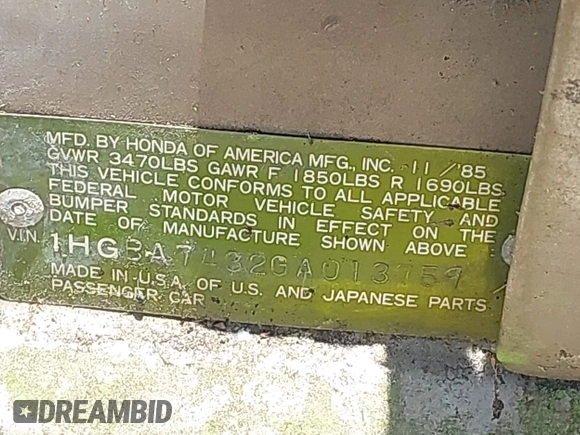 MFD. BY HONDA OF AMERICA MFG., INC. 11/'85
GVWR 3470LBS GAWR F 1850LBS R 1690LBS
THIS VEHICLE CONFORMS TO ALL APPLICABLE
FEDERAL MOTOR VEHICLE SAFETY AND
BUMPER STANDARDS IN EFFECT ON THE
DATE OF MANUFACTURE SHOWN ABOVE
V.I.N. 1HGBA7432GA013759
MADE IN U.S.A. OF U.S. AND JAPANESE PARTS
PASSENGER CAR
DREAMBID